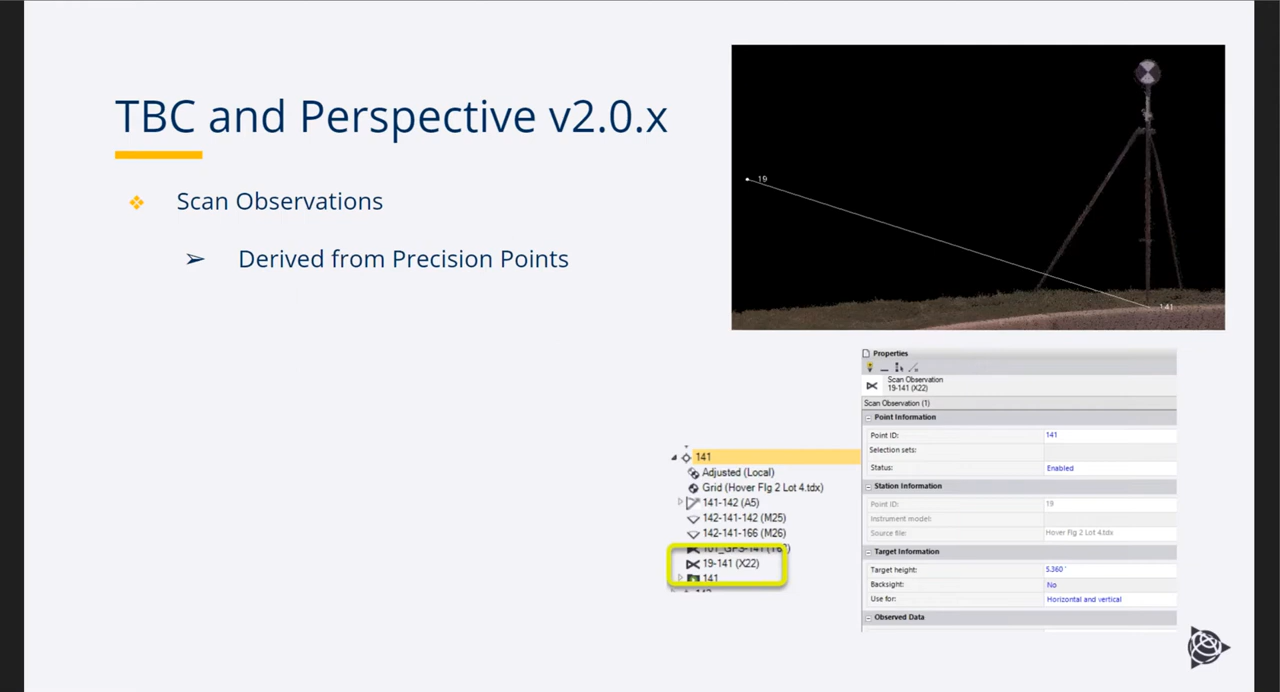 TBC and Perspective v2.0.x
Scan Observations
Derived from Precision Points
19
141
141
Adjusted (Local)
Grid (Hover Flg 2 Lot 4.tdx)
141-142 (A5)
142-141-142 (M25)
142-141-166 (M26)
19-141 (X22)
141
Properties
Scan Observation
19-141 (X22)
Scan Observation (1)
Point Information
Point ID: 141
Selection sets:
Status: Enabled
Station Information
Point ID: 19
Instrument model:
Source file: Hover Flg 2 Lot 4.tdx
Target Information
Target height: 5.360 '
Backsight: No
Use for: Horizontal and vertical
Observed Data